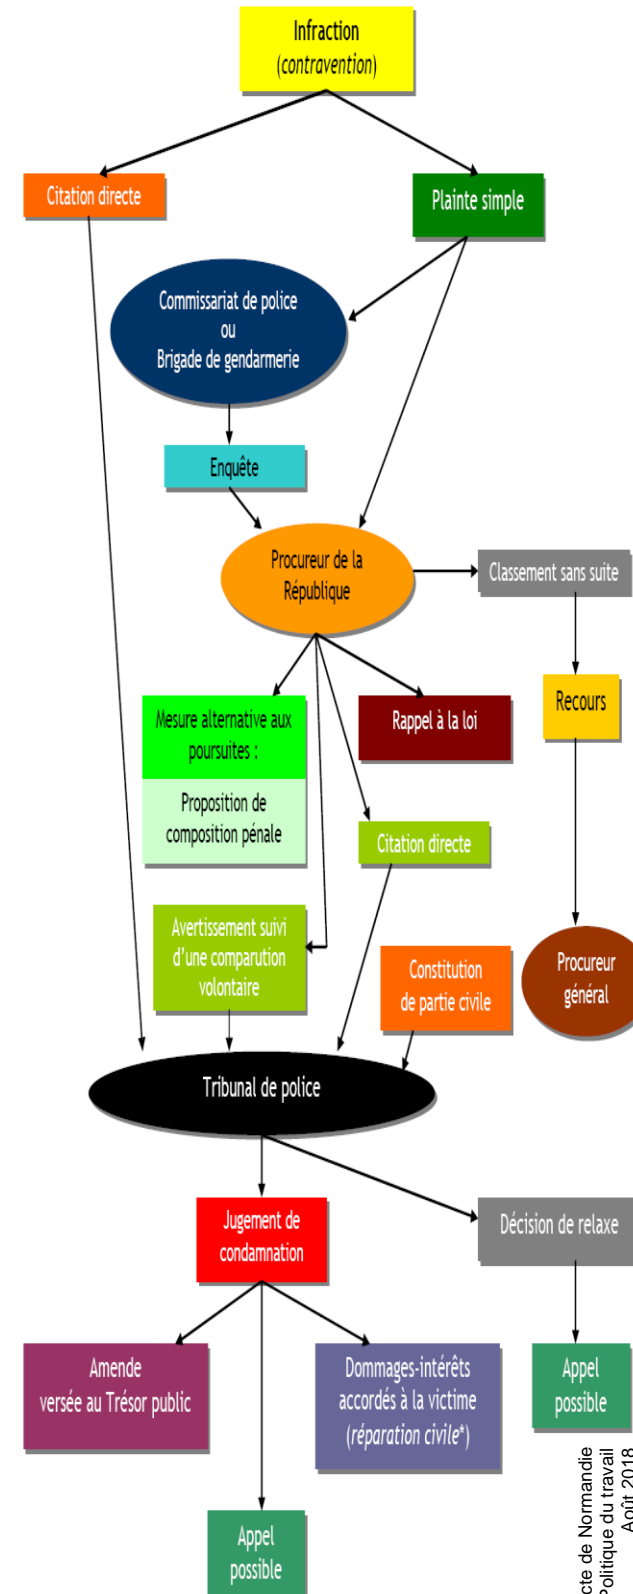 Infraction
(contravention)
Citation directe
Plainte simple
Commissariat de police
ou
Brigade de gendarmerie
Enquête
Procureur de la
République
Classement sans suite
Mesure alternative aux
poursuites :
Proposition de
composition pénale
Rappel à la loi
Recours
Citation directe
Avertissement suivi
d'une comparution
volontaire
Constitution
de partie civile
Procureur
général
Tribunal de police
Jugement de
condamnation
Décision de relaxe
Amende
versée au Trésor public
Dommages-intérêts
accordés à la victime
(réparation civile*)
Appel
possible
Appel
possible
cte de Normandie
Politique du travail
Août 2018